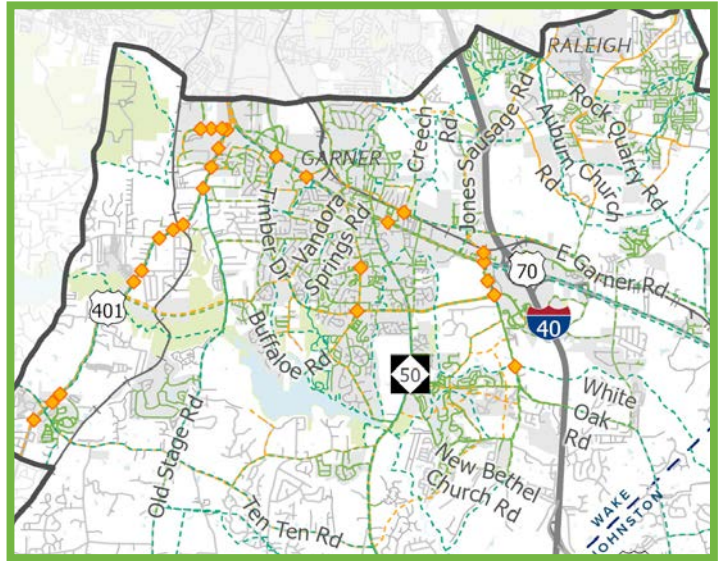 RALEIGH
Rock Quarry Rd
Auburn Church
Rd
Jones Sausage Rd
Creech
Rd
GARNER
Timber Dr
Vandora
Springs Rd
E Garner Rd
70
401
40
Buffaloe Rd
50
White
Oak
Rd
Old Stage Rd
New Bethel
Church Rd
Ten Ten Rd
WAKE
JOHNSTON